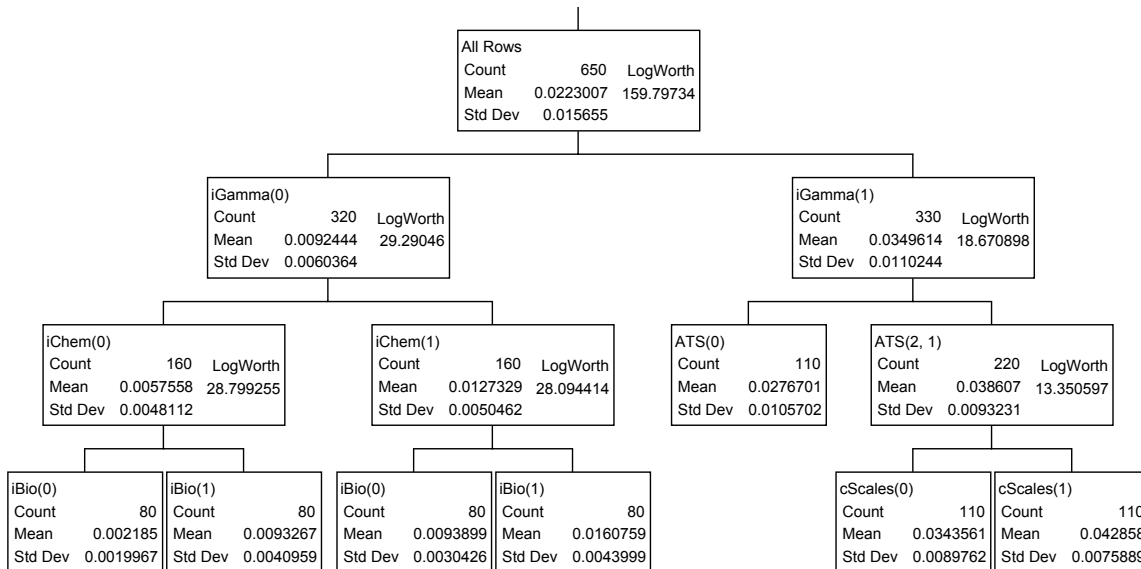 All Rows
Count 650 LogWorth
Mean 0.0223007 159.79734
Std Dev 0.015655
iGamma(0)
Count 320 LogWorth
Mean 0.0092444 29.29046
Std Dev 0.0060364
iGamma(1)
Count 330 LogWorth
Mean 0.0349614 18.670898
Std Dev 0.0110244
iChem(0)
Count 160 LogWorth
Mean 0.0057558 28.799255
Std Dev 0.0048112
iChem(1)
Count 160 LogWorth
Mean 0.0127329 28.094414
Std Dev 0.0050462
ATS(0)
Count 110
Mean 0.0276701
Std Dev 0.0105702
ATS(2, 1)
Count 220 LogWorth
Mean 0.038607 13.350597
Std Dev 0.0093231
iBio(0)
Count 80
Mean 0.002185
Std Dev 0.0019967
iBio(1)
Count 80
Mean 0.0093267
Std Dev 0.0040959
iBio(0)
Count 80
Mean 0.0093899
Std Dev 0.0030426
iBio(1)
Count 80
Mean 0.0160759
Std Dev 0.0043999
cScales(0)
Count 110
Mean 0.0343561
Std Dev 0.0089762
cScales(1)
Count 110
Mean 0.042858
Std Dev 0.0075889